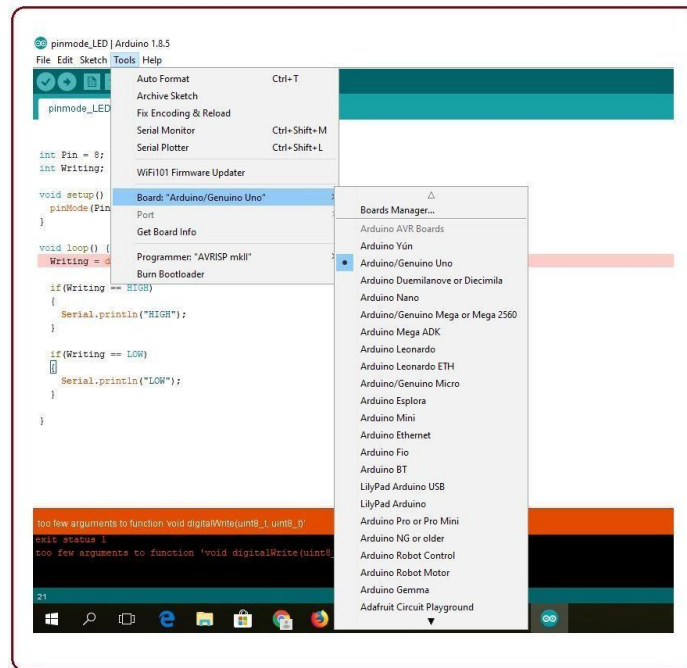 pinmode_LED | Arduino 1.8.5
File Edit Sketch Tools Help
pinmode_LED
Auto Format Ctrl+T
Archive Sketch
Fix Encoding & Reload
Serial Monitor Ctrl+Shift+M
Serial Plotter Ctrl+Shift+L
WiFi101 Firmware Updater
Board: "Arduino/Genuino Uno"
Port
Get Board Info
Programmer: "AVRISP mkII"
Burn Bootloader
Boards Manager...
Arduino AVR Boards
Arduino Yún
Arduino/Genuino Uno
Arduino Duemilanove or Diecimila
Arduino Nano
Arduino/Genuino Mega or Mega 2560
Arduino Mega ADK
Arduino Leonardo
Arduino Leonardo ETH
Arduino/Genuino Micro
Arduino Esplora
Arduino Mini
Arduino Ethernet
Arduino Fio
Arduino BT
LilyPad Arduino USB
LilyPad Arduino
Arduino Pro or Pro Mini
Arduino NG or older
Arduino Robot Control
Arduino Robot Motor
Arduino Gemma
Adafruit Circuit Playground
int Pin = 8;
int Writing;
void setup()
pinMode(Pin
}
void loop() {
Writing = d
if(Writing == HIGH)
{
Serial.println("HIGH");
}
if(Writing == LOW)
{
Serial.println("LOW");
}
}
too few arguments to function 'void digitalWrite(uint8_t, uint8_t)'
exit status 1
too few arguments to function 'void digitalWrite(uint8_
21